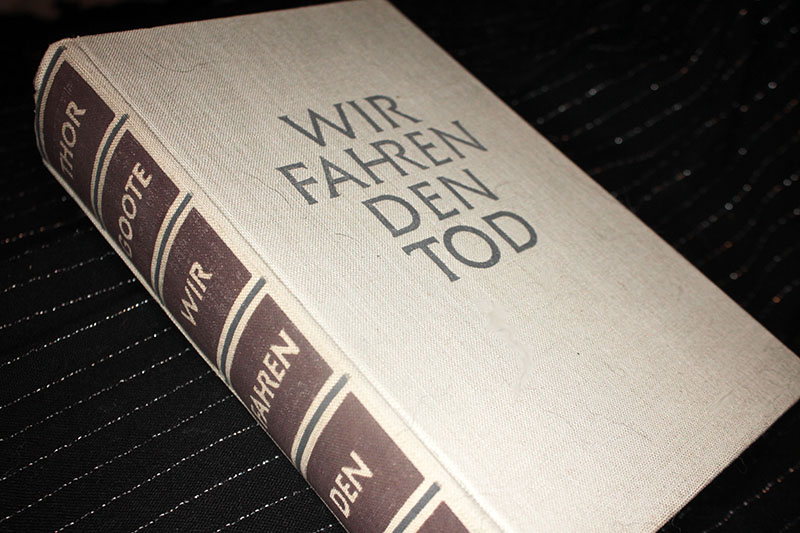 WIR
FAHREN
DEN
TOD
THOR
GOOTE
WIR
FAHREN
DEN